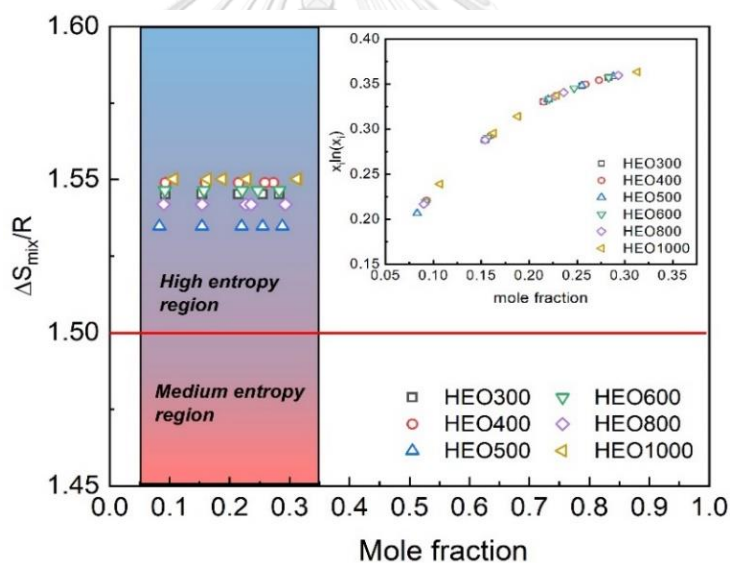 1.60
1.55
1.50
1.45
ΔS_mix/R
High entropy
region
Medium entropy
region
HEO300
HEO400
HEO500
HEO600
HEO800
HEO1000
0.0 0.1 0.2 0.3 0.4 0.5 0.6 0.7 0.8 0.9 1.0
Mole fraction
0.40
0.35
0.30
0.25
0.20
0.15
x_i ln(x_i)
HEO300
HEO400
HEO500
HEO600
HEO800
HEO1000
0.05 0.10 0.15 0.20 0.25 0.30 0.35
mole fraction